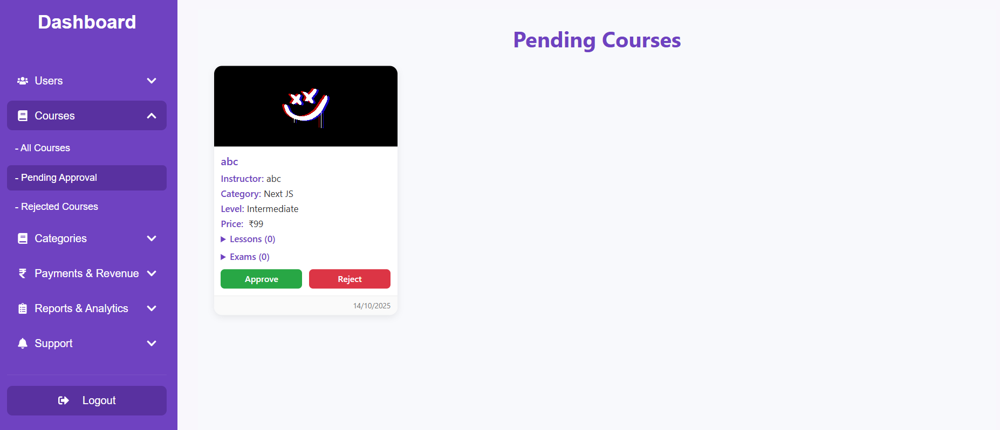 Dashboard
Users
Courses
- All Courses
- Pending Approval
- Rejected Courses
Categories
Payments & Revenue
Reports & Analytics
Support
Logout
Pending Courses
abc
Instructor: abc
Category: Next JS
Level: Intermediate
Price: ₹99
Lessons (0)
Exams (0)
Approve Reject
14/10/2025